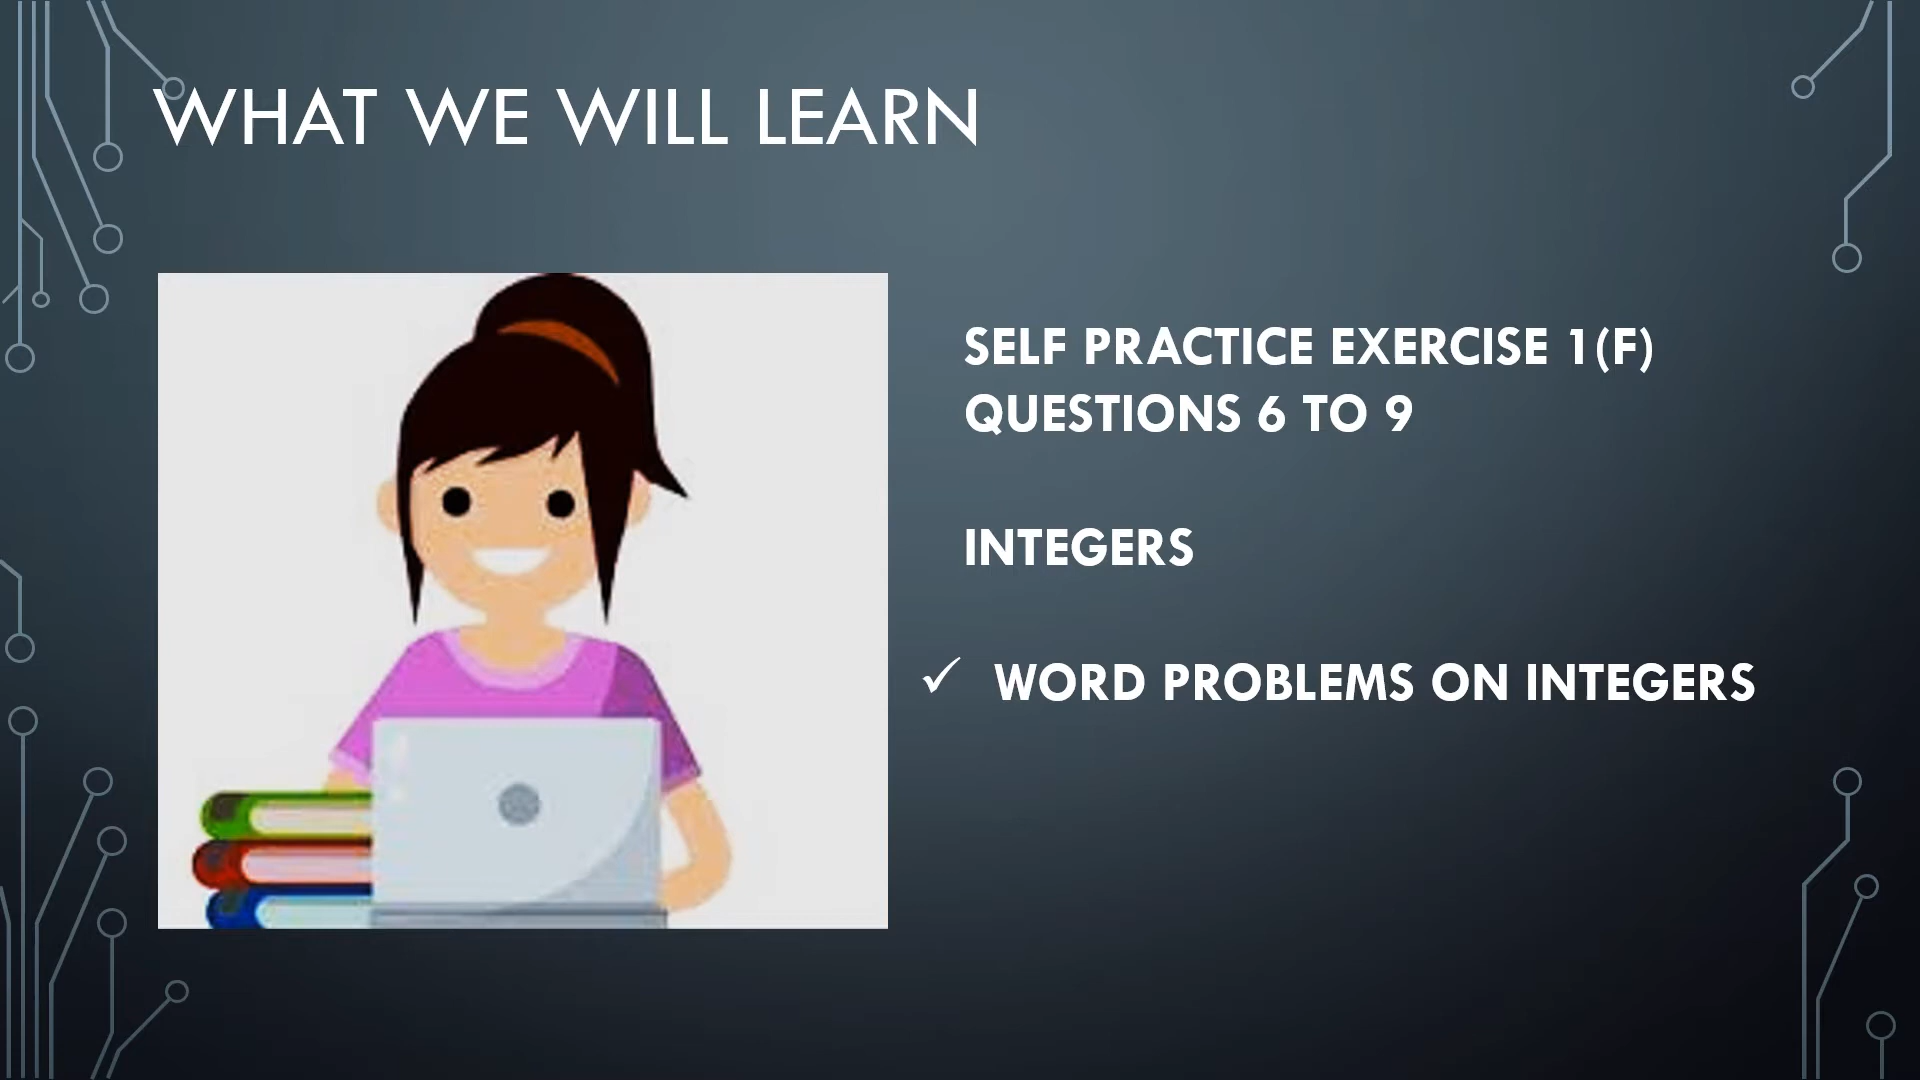 WHAT WE WILL LEARN
SELF PRACTICE EXERCISE 1(F)
QUESTIONS 6 TO 9
INTEGERS
✓ WORD PROBLEMS ON INTEGERS